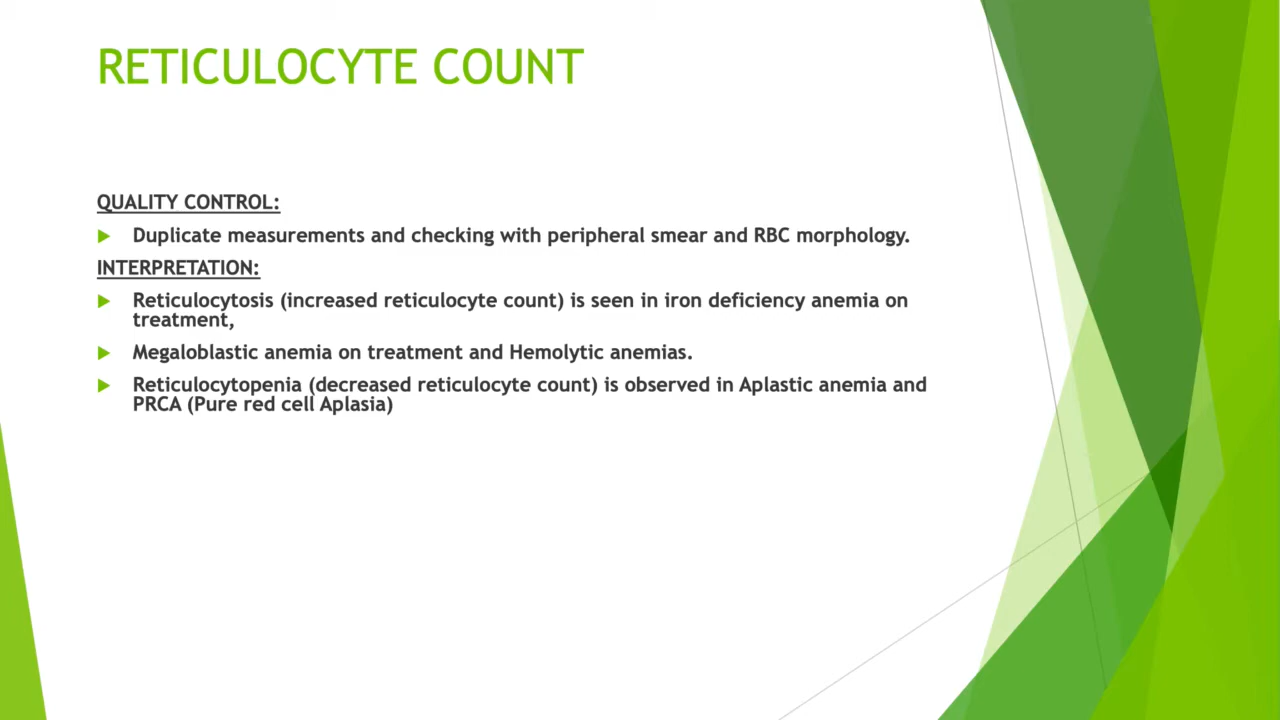 RETICULOCYTE COUNT
QUALITY CONTROL:
Duplicate measurements and checking with peripheral smear and RBC morphology.
INTERPRETATION:
Reticulocytosis (increased reticulocyte count) is seen in iron deficiency anemia on
treatment,
Megaloblastic anemia on treatment and Hemolytic anemias.
Reticulocytopenia (decreased reticulocyte count) is observed in Aplastic anemia and
PRCA (Pure red cell Aplasia)